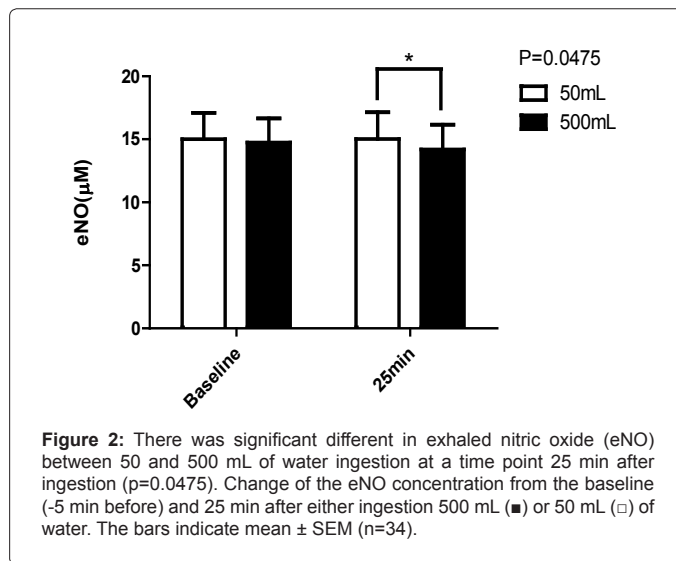 P=0.0475
*
50mL
500mL
20
15
10
5
0
eNO(µM)
Baseline
25min
Figure 2: There was significant different in exhaled nitric oxide (eNO)
between 50 and 500 mL of water ingestion at a time point 25 min after
ingestion (p=0.0475). Change of the eNO concentration from the baseline
(-5 min before) and 25 min after either ingestion 500 mL (■) or 50 mL (□) of
water. The bars indicate mean ± SEM (n=34).